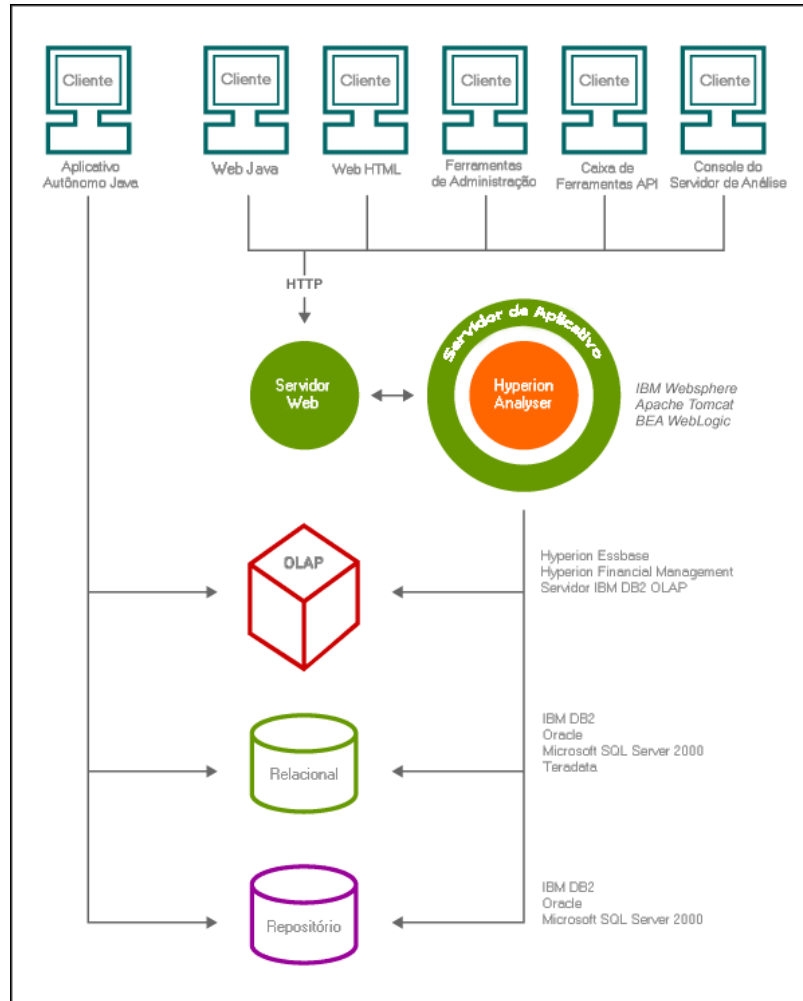 Cliente
Cliente
Cliente
Cliente
Cliente
Cliente
Aplicativo
Autônomo Java
Web Java
Web HTML
Ferramentas
de Administração
Caixa de
Ferramentas API
Console do
Servidor de Análise
HTTP
Servidor
Web
Servidor de Aplicativo
Hyperion
Analyser
IBM Websphere
Apache Tomcat
BEA WebLogic
OLAP
Hyperion Essbase
Hyperion Financial Management
Servidor IBM DB2 OLAP
Relacional
IBM DB2
Oracle
Microsoft SQL Server 2000
Teradata
Repositório
IBM DB2
Oracle
Microsoft SQL Server 2000